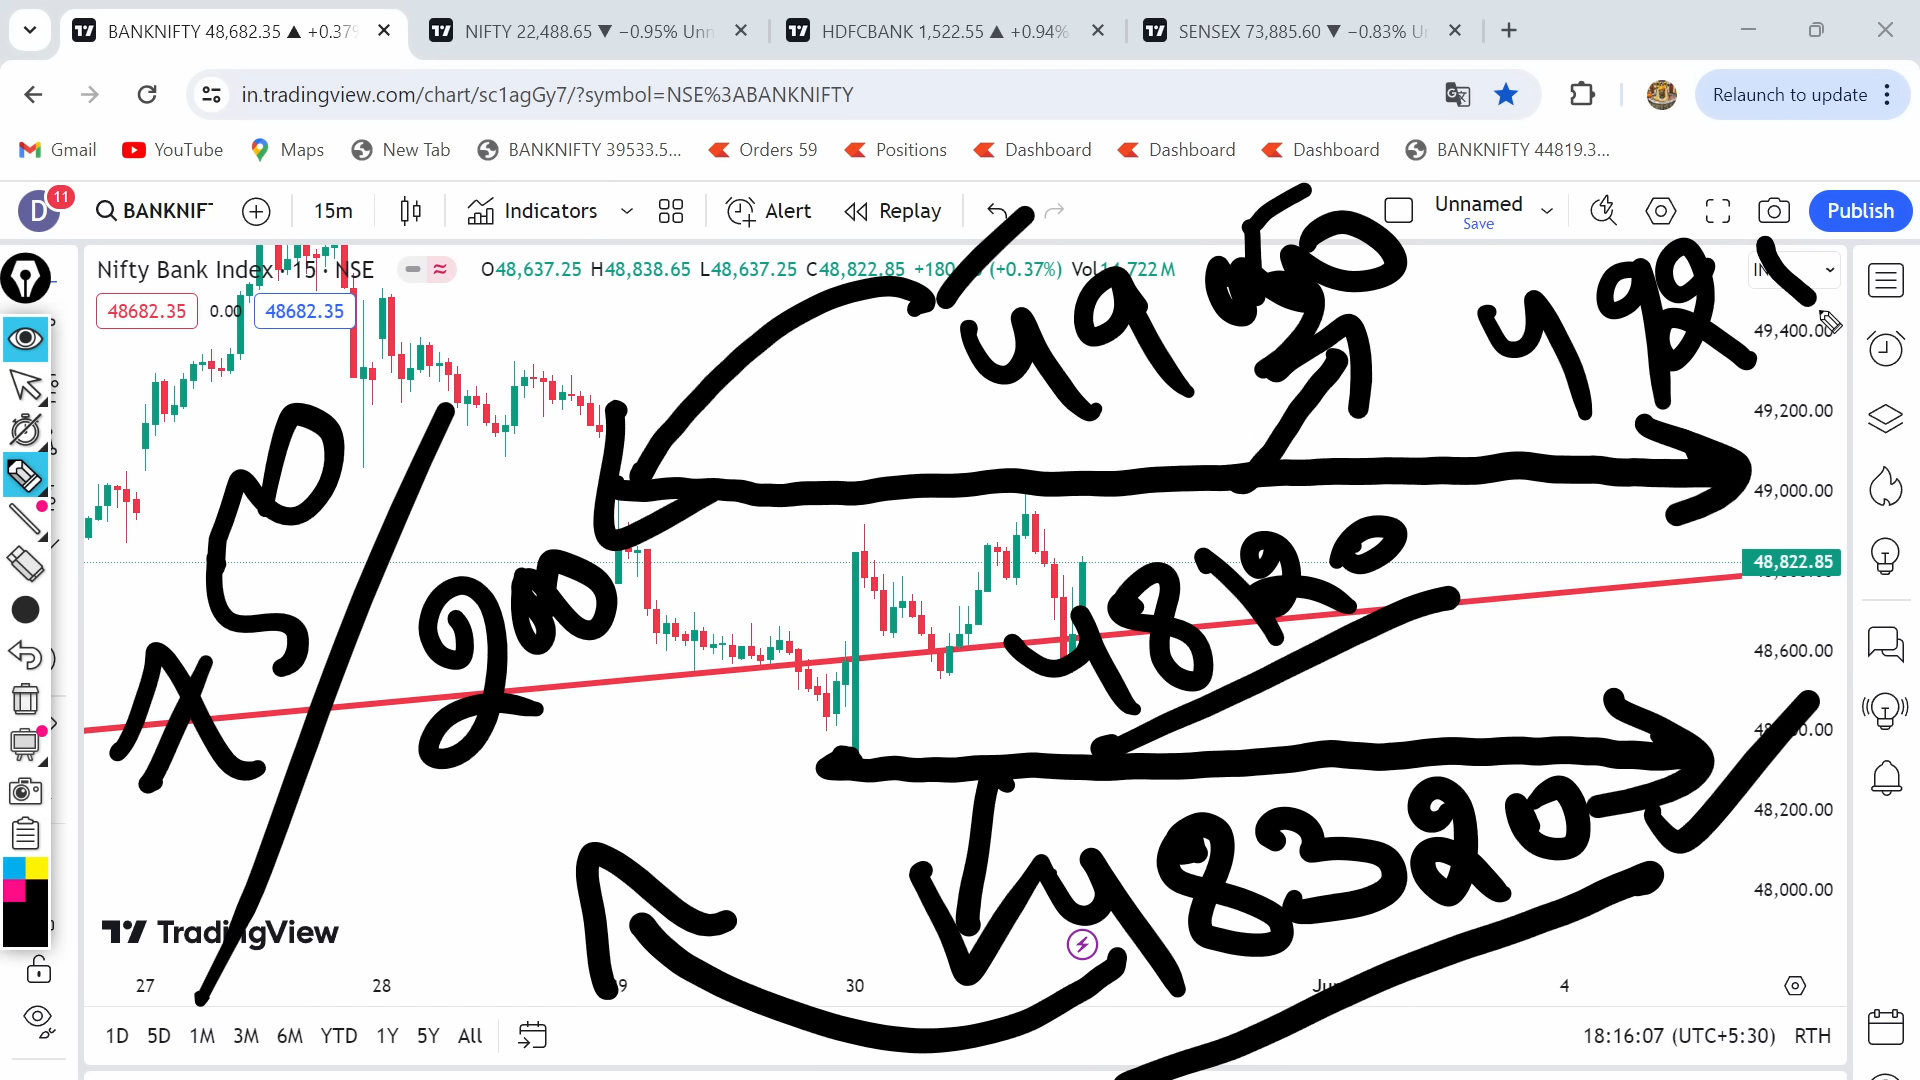 BANKNIFTY 48,682.35 ▲ +0.37%
NIFTY 22,488.65 ▼ −0.95% Unn
HDFCBANK 1,522.55 ▲ +0.94%
SENSEX 73,885.60 ▼ −0.83% U
in.tradingview.com/chart/sc1agGy7/?symbol=NSE%3ABANKNIFTY
Relaunch to update
Gmail
YouTube
Maps
New Tab
BANKNIFTY 39533.5...
Orders 59
Positions
Dashboard
Dashboard
Dashboard
BANKNIFTY 44819.3...
D
11
BANKNIF
15m
Indicators
Alert
Replay
Unnamed
Save
Publish
Nifty Bank Index · 15 · NSE
O48,637.25 H48,838.65 L48,637.25 C48,822.85 (+0.37%)
48682.35
0.00
48682.35
49,400.00
49,200.00
49,000.00
48,822.85
48,600.00
48,200.00
48,000.00
50
200
48120
48320
TradingView
27
28
30
4
1D 5D 1M 3M 6M YTD 1Y 5Y All
18:16:07 (UTC+5:30)
RTH